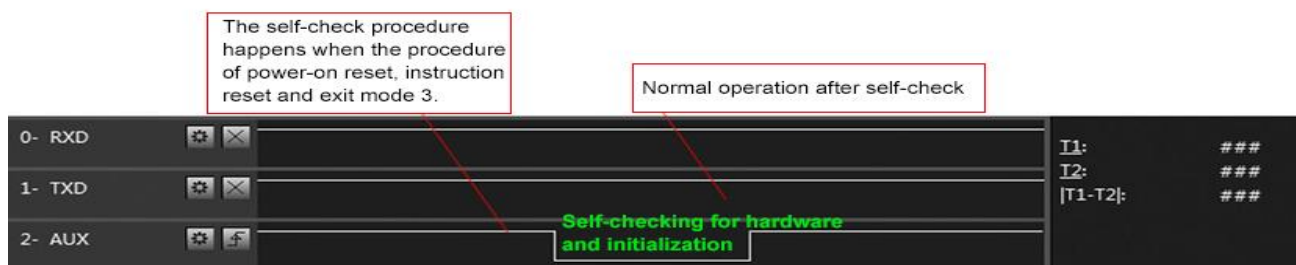 The self-check procedure
happens when the procedure
of power-on reset, instruction
reset and exit mode 3.
Normal operation after self-check
0- RXD
T1: ###
T2: ###
1- TXD
|T1-T2|: ###
Self-checking for hardware
and initialization
2- AUX